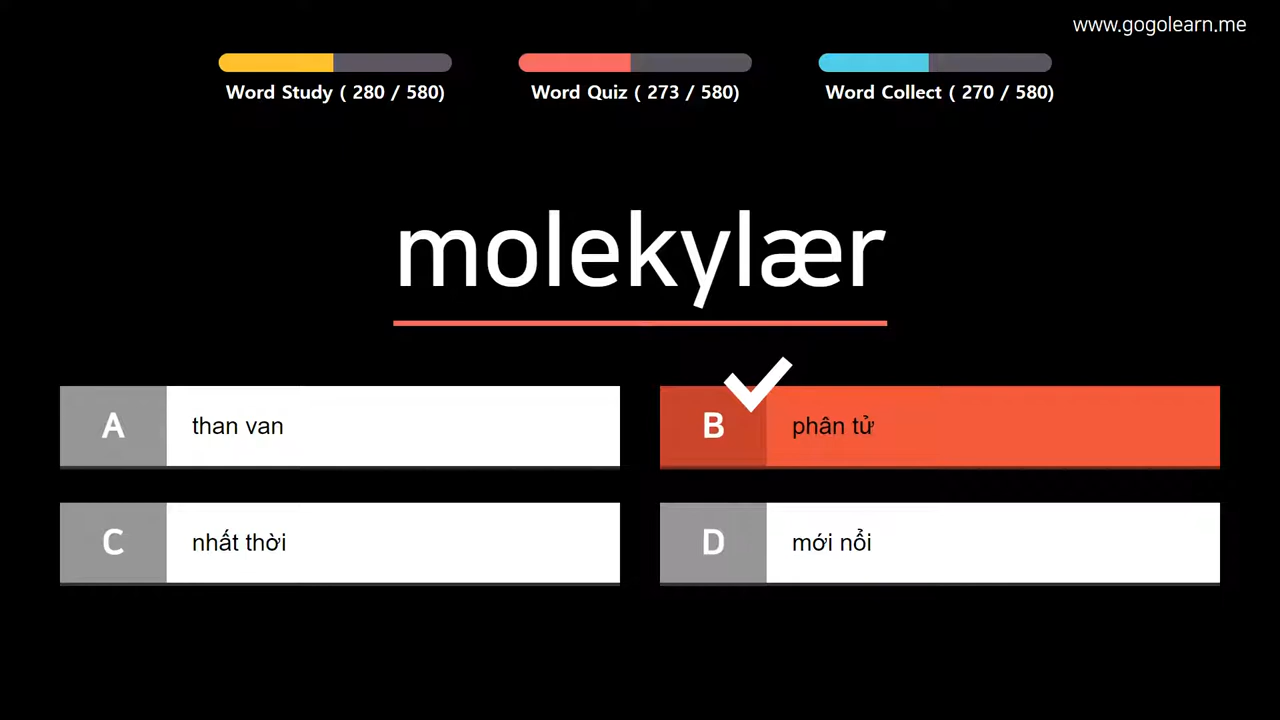 www.gogolearn.me
Word Study ( 280 / 580)
Word Quiz ( 273 / 580)
Word Collect ( 270 / 580)
molekylær
A
than van
B
phân tử
C
nhất thời
D
mới nổi